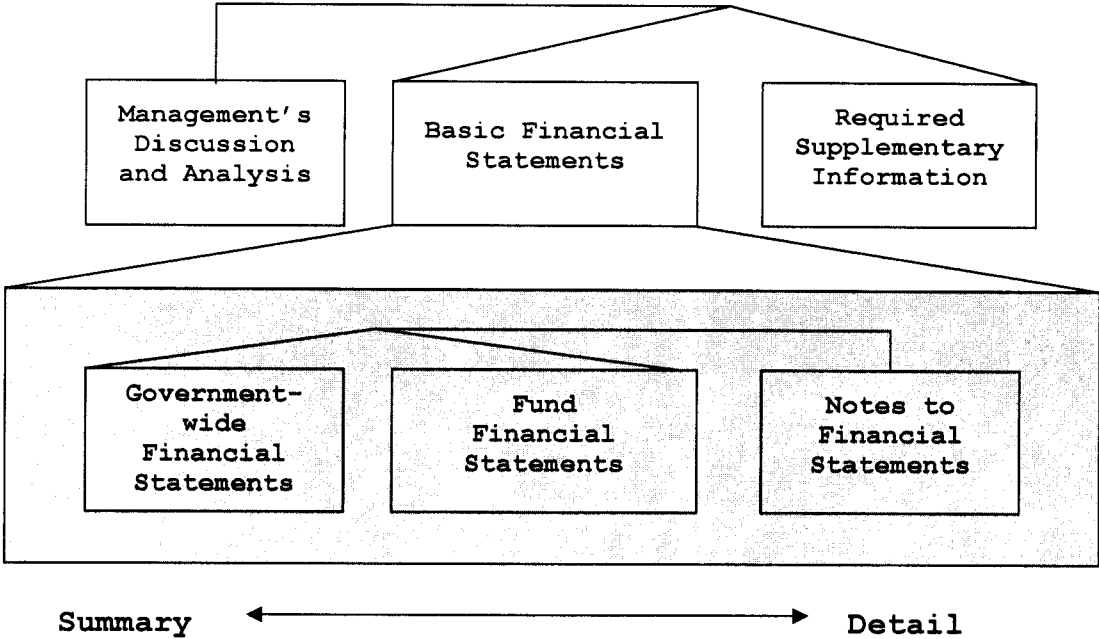 Management's
Discussion
and Analysis
Basic Financial
Statements
Required
Supplementary
Information
Government-
wide
Financial
Statements
Fund
Financial
Statements
Notes to
Financial
Statements
Summary
Detail